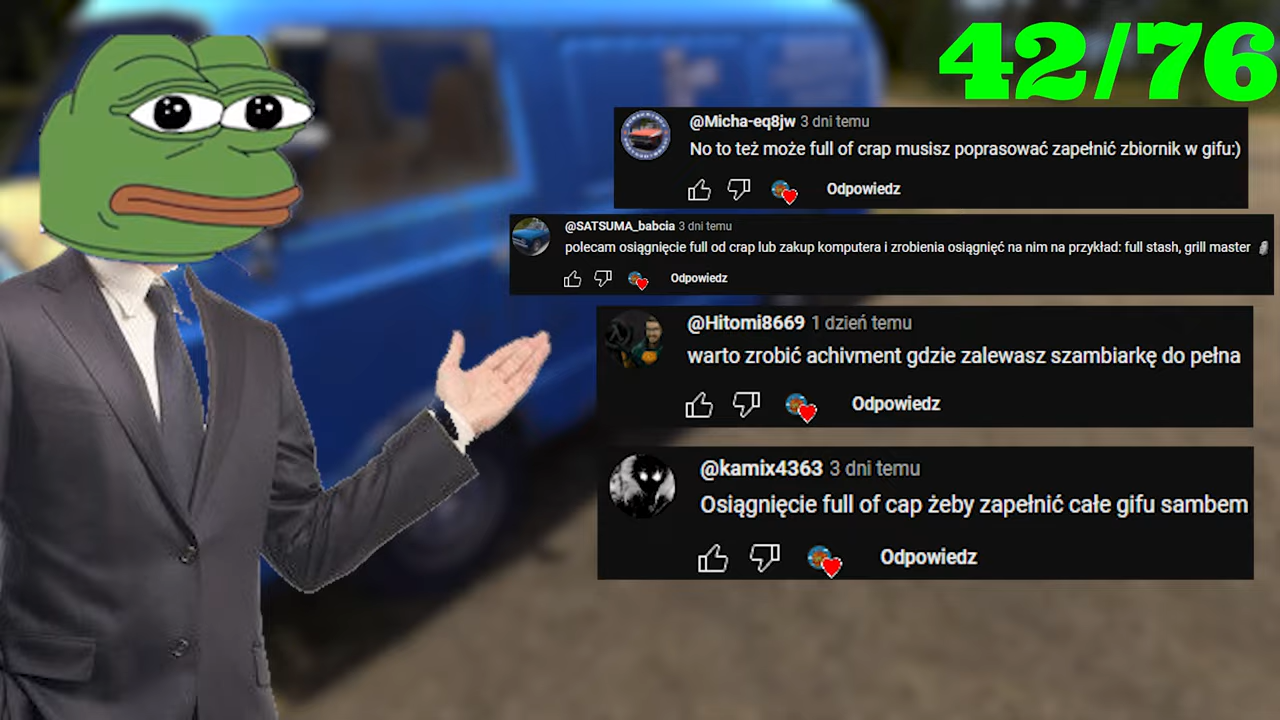 42/76
@Micha-eq8jw 3 dni temu
No to też może full of crap musisz poprasować zapełnić zbiornik w gifu:)
Odpowiedz
@SATSUMA_babcia 3 dni temu
polecam osiągnięcie full od crap lub zakup komputera i zrobienia osiągnięć na nim na przykład: full stash, grill master 🗿
Odpowiedz
@Hitomi8669 1 dzień temu
warto zrobić achivment gdzie zalewasz szambiarkę do pełna
Odpowiedz
@kamix4363 3 dni temu
Osiągnięcie full of cap żeby zapełnić całe gifu sambem
Odpowiedz